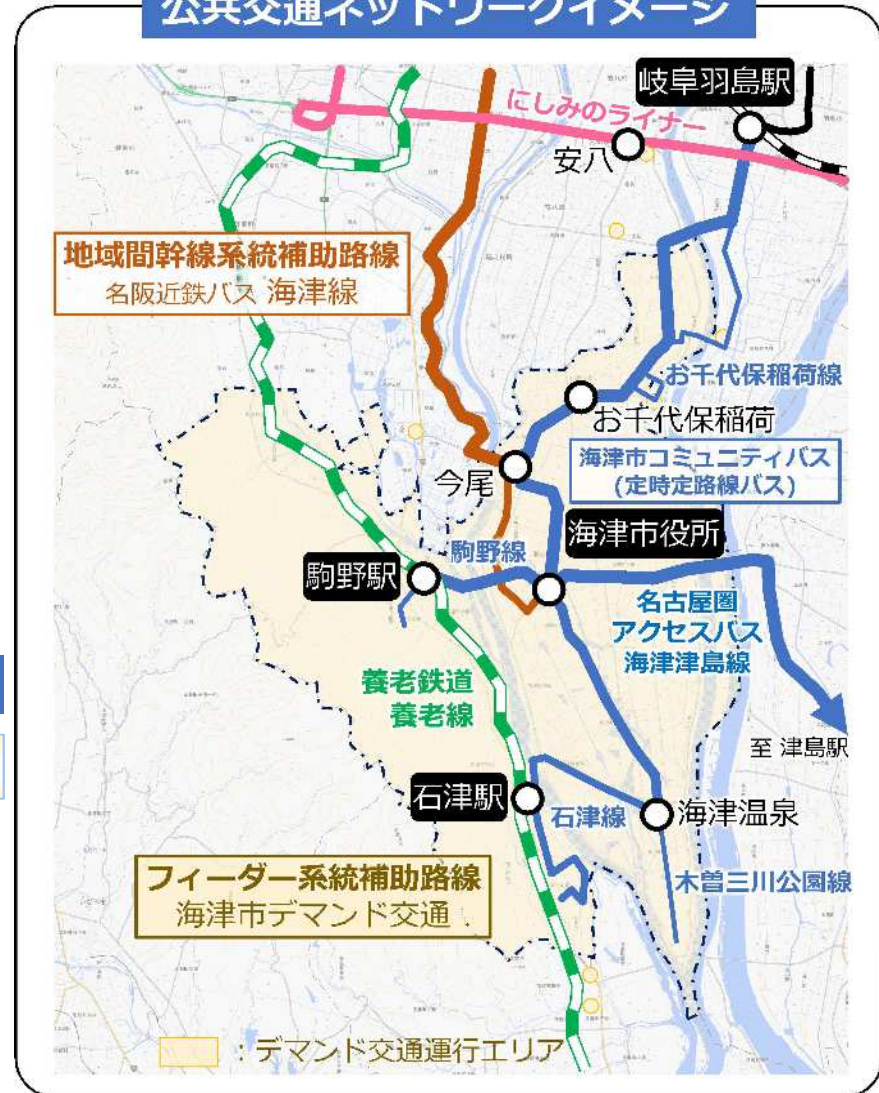 公共交通ネットワークイメージ
岐阜羽島駅
にしみのライナー
安八
地域間幹線系統補助路線
名阪近鉄バス 海津線
お千代保稲荷線
お千代保稲荷
今尾
海津市コミュニティバス
(定時定路線バス)
海津市役所
駒野線
駒野駅
名古屋圏
アクセスバス
海津津島線
養老鉄道
養老線
至 津島駅
石津駅
石津線
海津温泉
フィーダー系統補助路線
海津市デマンド交通
木曽三川公園線
：デマンド交通運行エリア